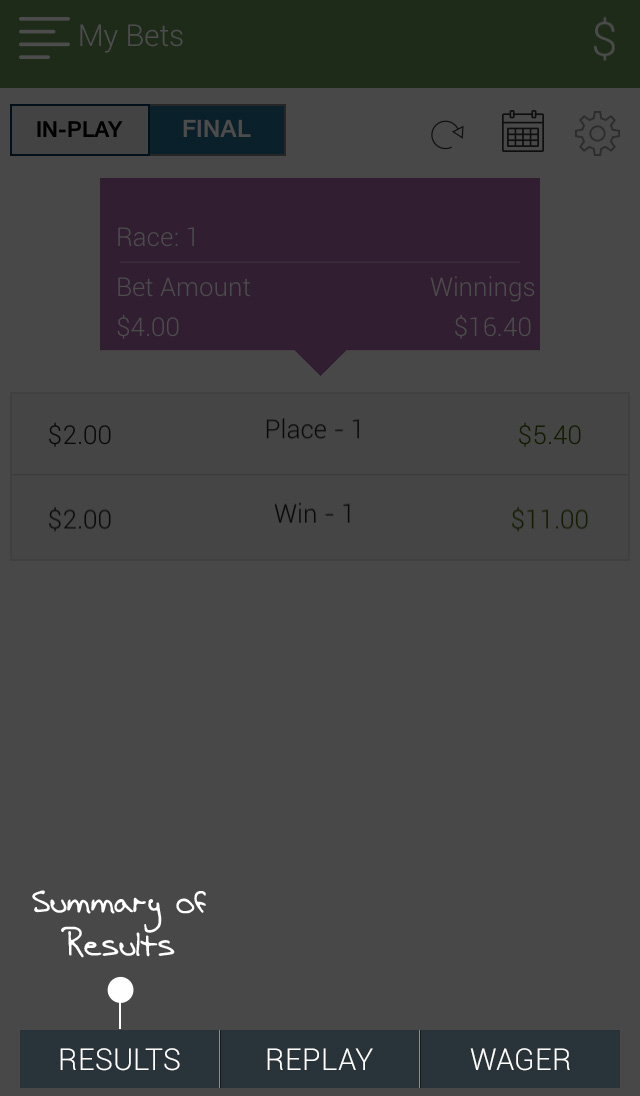 My Bets $
IN-PLAY FINAL
Race: 1
Bet Amount Winnings
$4.00 $16.40
$2.00 Place - 1 $5.40
$2.00 Win - 1 $11.00
Summary of
Results
RESULTS REPLAY WAGER